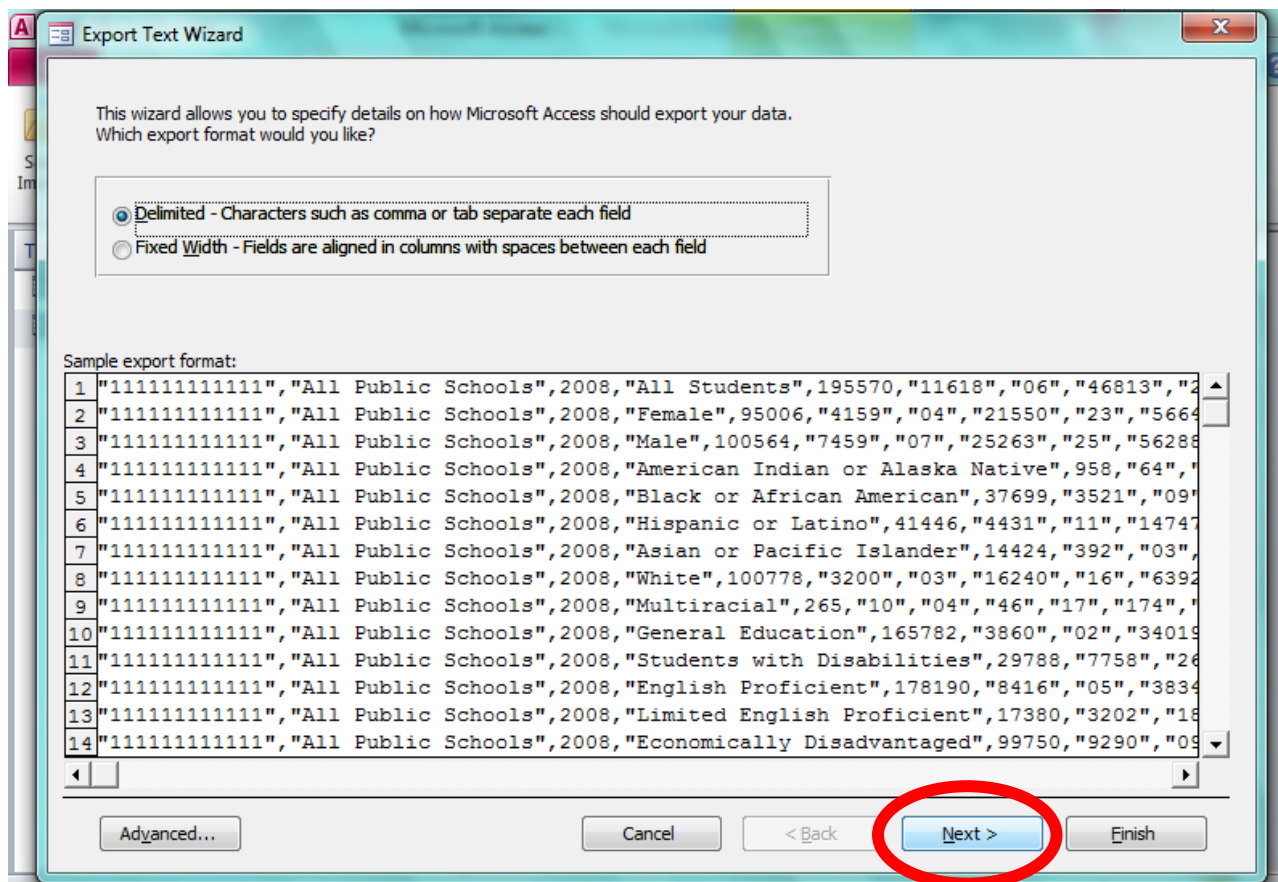 A
Export Text Wizard
X
This wizard allows you to specify details on how Microsoft Access should export your data.
Which export format would you like?
S
Im
Delimited - Characters such as comma or tab separate each field
T
Fixed Width - Fields are aligned in columns with spaces between each field
Sample export format:
1 "111111111111","All Public Schools",2008,"All Students",195570,"11618","06","46813","2
2 "111111111111","All Public Schools",2008,"Female",95006,"4159","04","21550","23","5664
3 "111111111111","All Public Schools",2008,"Male",100564,"7459","07","25263","25","56288
4 "111111111111","All Public Schools",2008,"American Indian or Alaska Native",958,"64","
5 "111111111111","All Public Schools",2008,"Black or African American",37699,"3521","09"
6 "111111111111","All Public Schools",2008,"Hispanic or Latino",41446,"4431","11","14747
7 "111111111111","All Public Schools",2008,"Asian or Pacific Islander",14424,"392","03",
8 "111111111111","All Public Schools",2008,"White",100778,"3200","03","16240","16","6392
9 "111111111111","All Public Schools",2008,"Multiracial",265,"10","04","46","17","174","
10 "111111111111","All Public Schools",2008,"General Education",165782,"3860","02","34019
11 "111111111111","All Public Schools",2008,"Students with Disabilities",29788,"7758","26
12 "111111111111","All Public Schools",2008,"English Proficient",178190,"8416","05","3834
13 "111111111111","All Public Schools",2008,"Limited English Proficient",17380,"3202","18
14 "111111111111","All Public Schools",2008,"Economically Disadvantaged",99750,"9290","09
Advanced... Cancel < Back Next > Finish